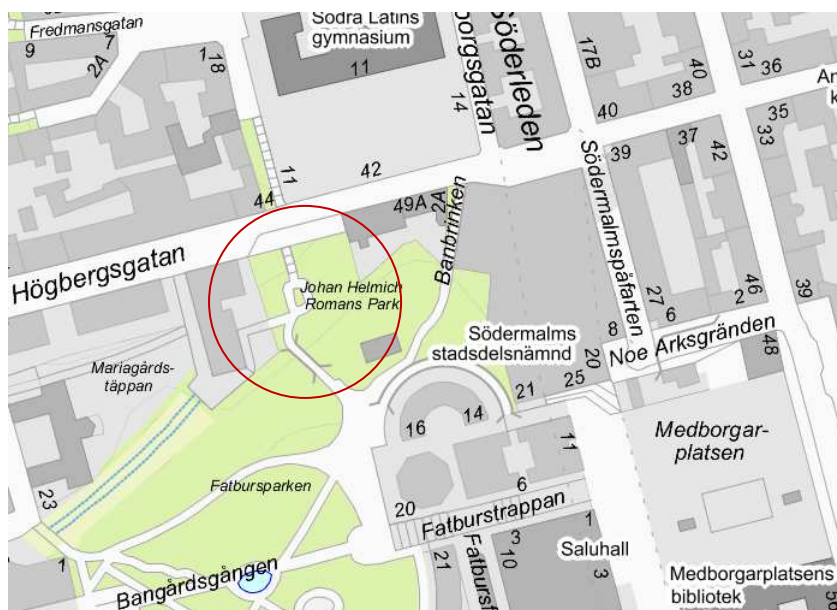 Södra Latins
gymnasium
Fredmansgatan
9
7
2A
1
18
11
borgsgatan
14
Söderleden
17B
40
38
31
36
40
39
37
42
35
33
11
42
44
49A
2A
Banbrinken
Södermalmspåfarten
Högbergsgatan
Johan Helmich
Romans Park
27
6
2
46
39
8
Noe Arksgränden
48
Södermalms
stadsdelsnämnd
20
25
21
Mariagårds-
täppan
16
14
11
Medborgar-
platsen
23
Fatbursparken
6
20
Fatburstrappan
1
3
10
21
Saluhall
3
1
Bangårdsgången
Medborgarplatsens
bibliotek